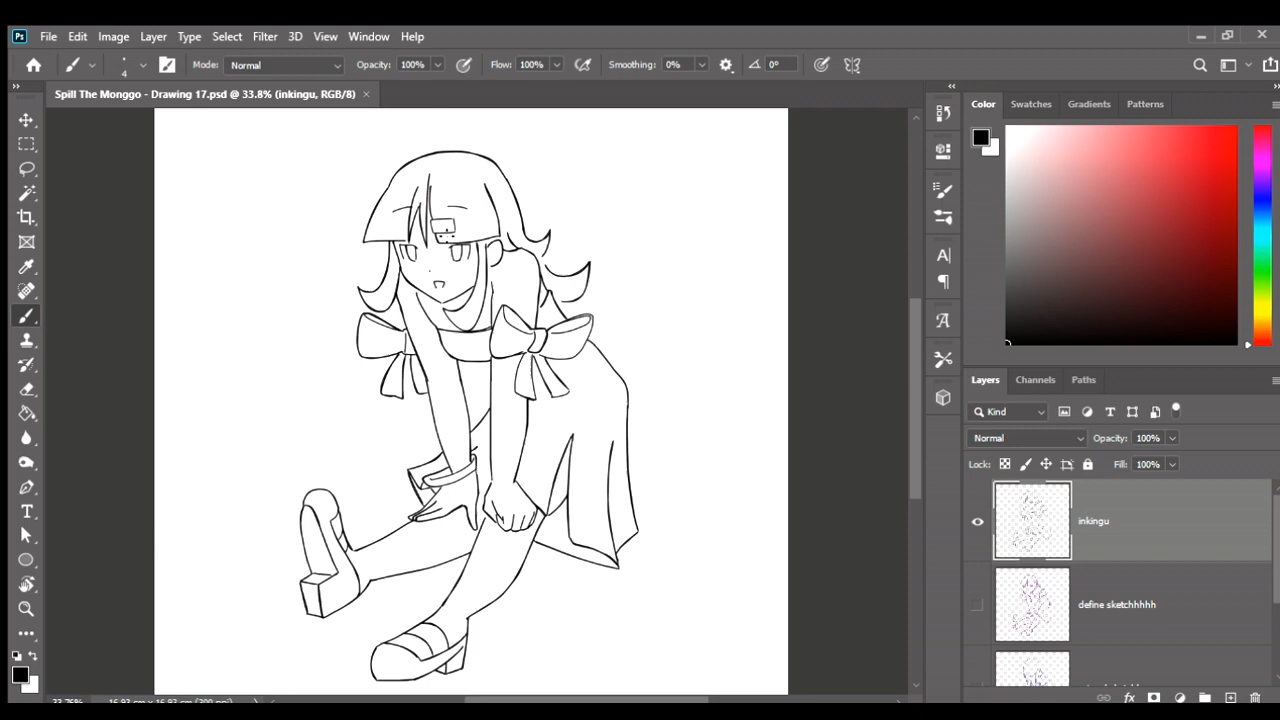 Ps File Edit Image Layer Type Select Filter 3D View Window Help
4 Mode: Normal Opacity: 100% Flow: 100% Smoothing: 0% 0°
Spill The Monggo - Drawing 17.psd @ 33.8% (inkingu, RGB/8) ×
Color Swatches Gradients Patterns
Layers Channels Paths
Kind
Normal Opacity: 100%
Lock: Fill: 100%
inkingu
define sketchhhhh